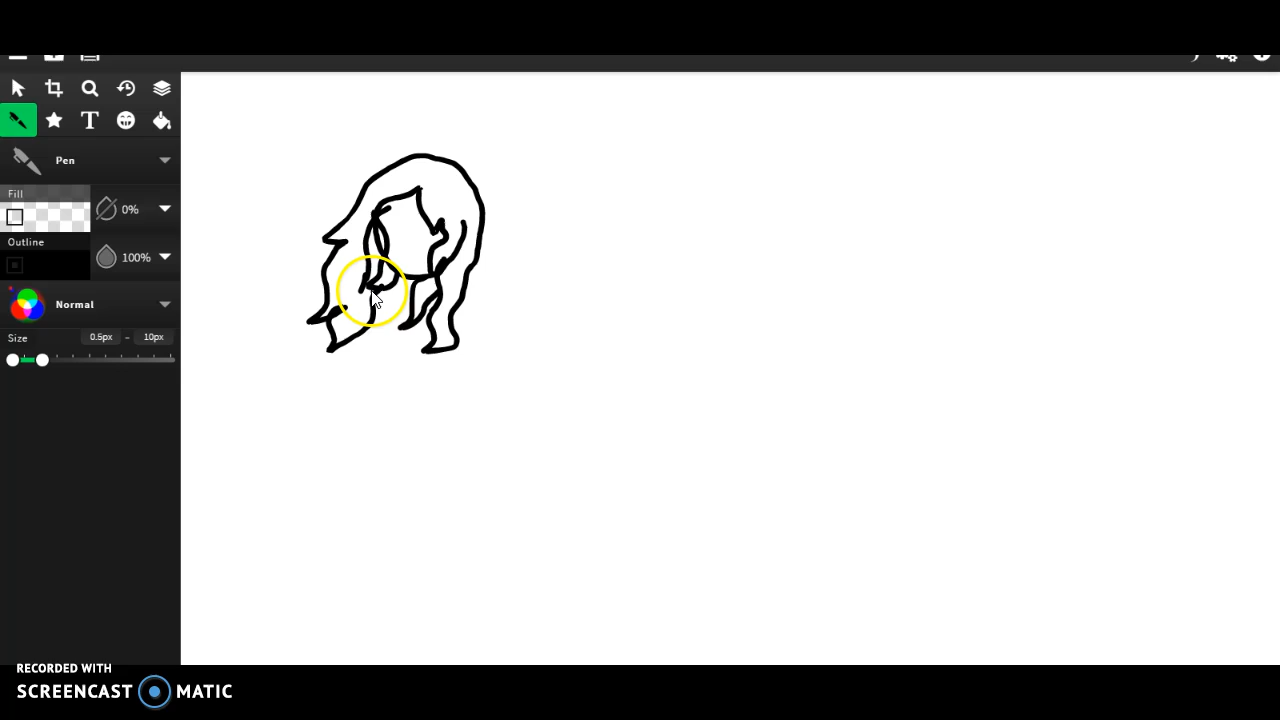 T
Pen
Fill
0%
Outline
100%
Normal
Size 0.5px - 10px
RECORDED WITH
SCREENCAST MATIC